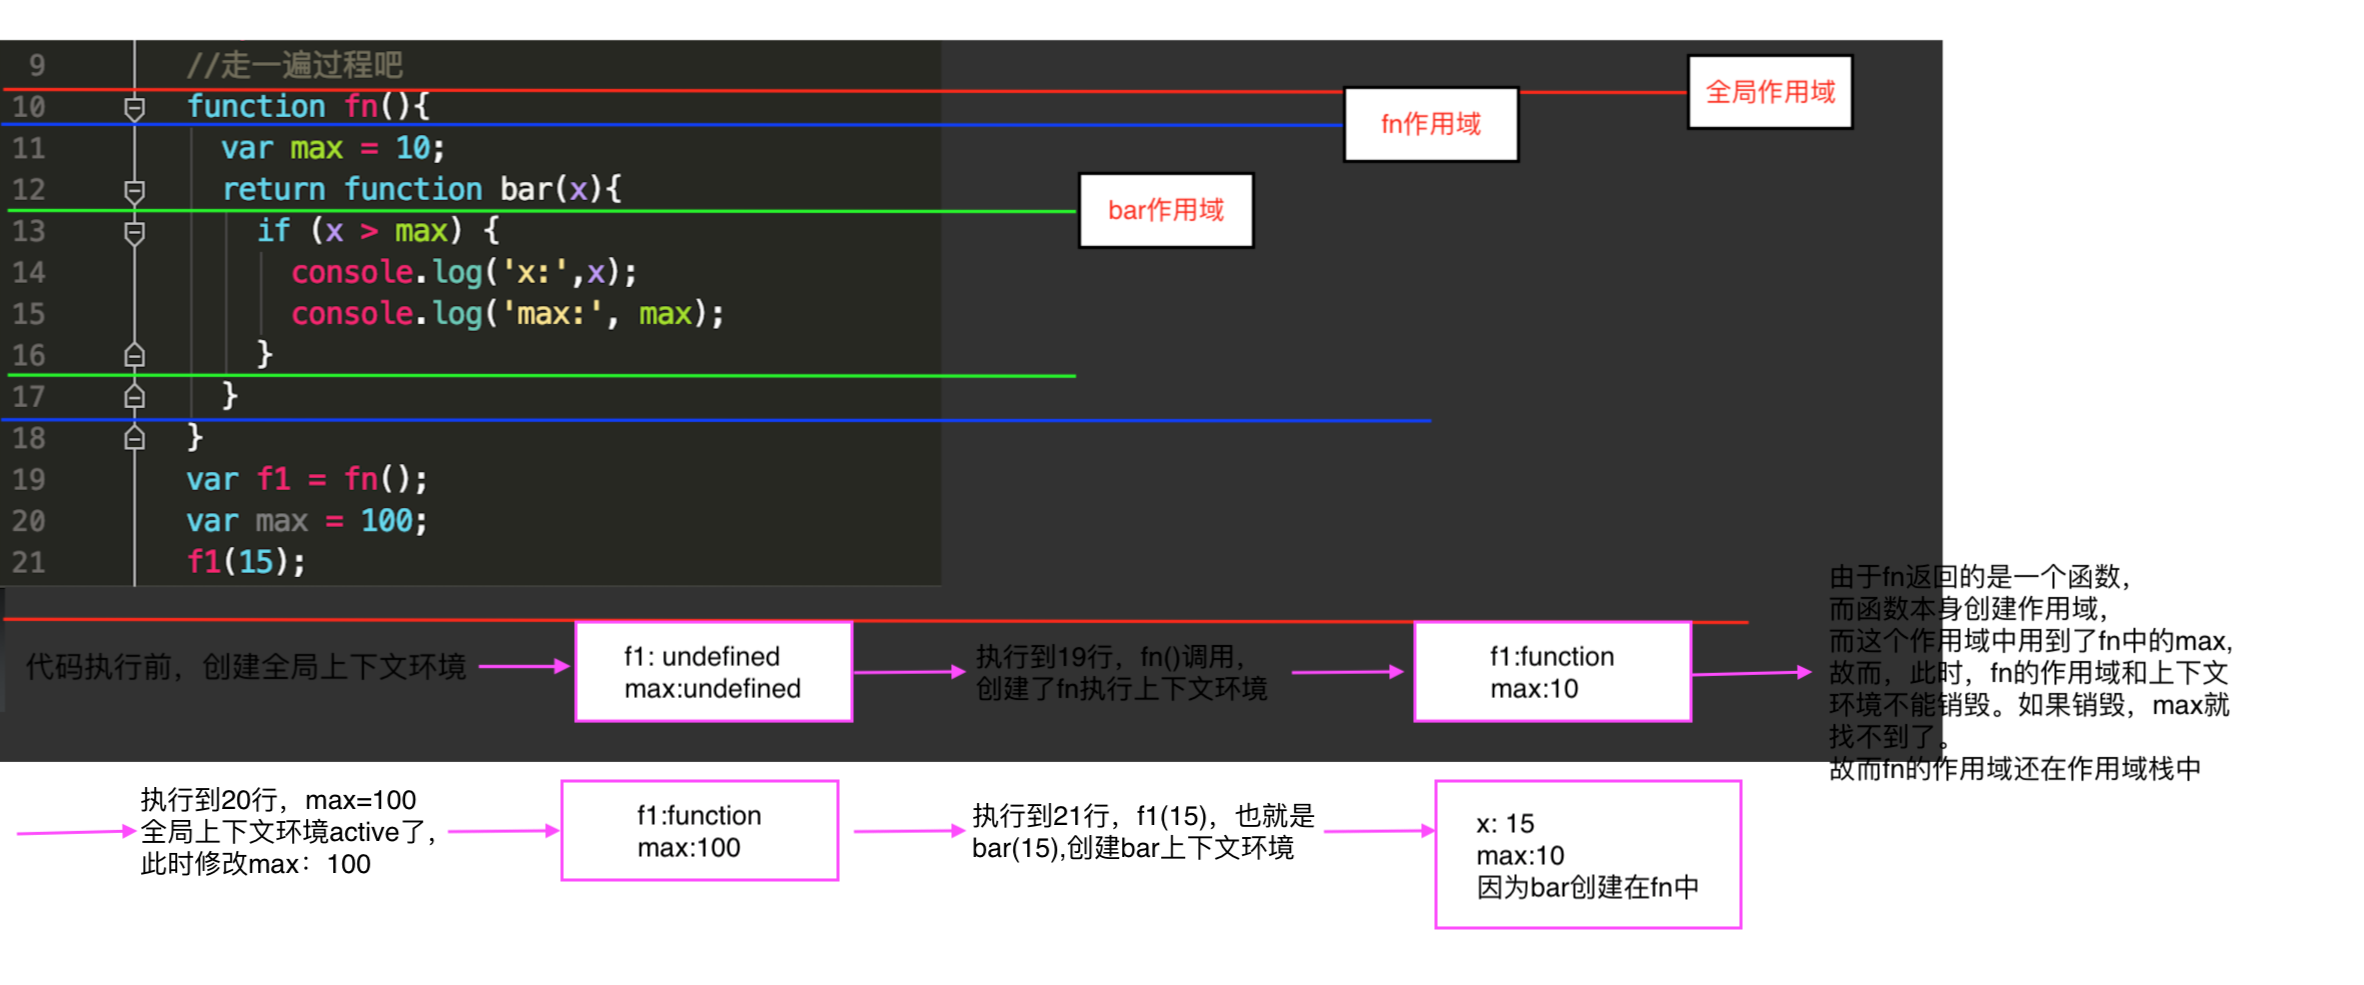 9 //走一遍过程吧
10 function fn(){
11 var max = 10;
12 return function bar(x){
13 if (x > max) {
14 console.log('x:',x);
15 console.log('max:', max);
16 }
17 }
18 }
19 var f1 = fn();
20 var max = 100;
21 f1(15);
全局作用域
fn作用域
bar作用域
代码执行前，创建全局上下文环境
f1: undefined
max:undefined
执行到19行，fn()调用，
创建了fn执行上下文环境
f1:function
max:10
由于fn返回的是一个函数，
而函数本身创建作用域，
而这个作用域中用到了fn中的max,
故而，此时，fn的作用域和上下文
环境不能销毁。如果销毁，max就
找不到了。
故而fn的作用域还在作用域栈中
执行到20行，max=100
全局上下文环境active了，
此时修改max：100
f1:function
max:100
执行到21行，f1(15)，也就是
bar(15),创建bar上下文环境
x: 15
max:10
因为bar创建在fn中